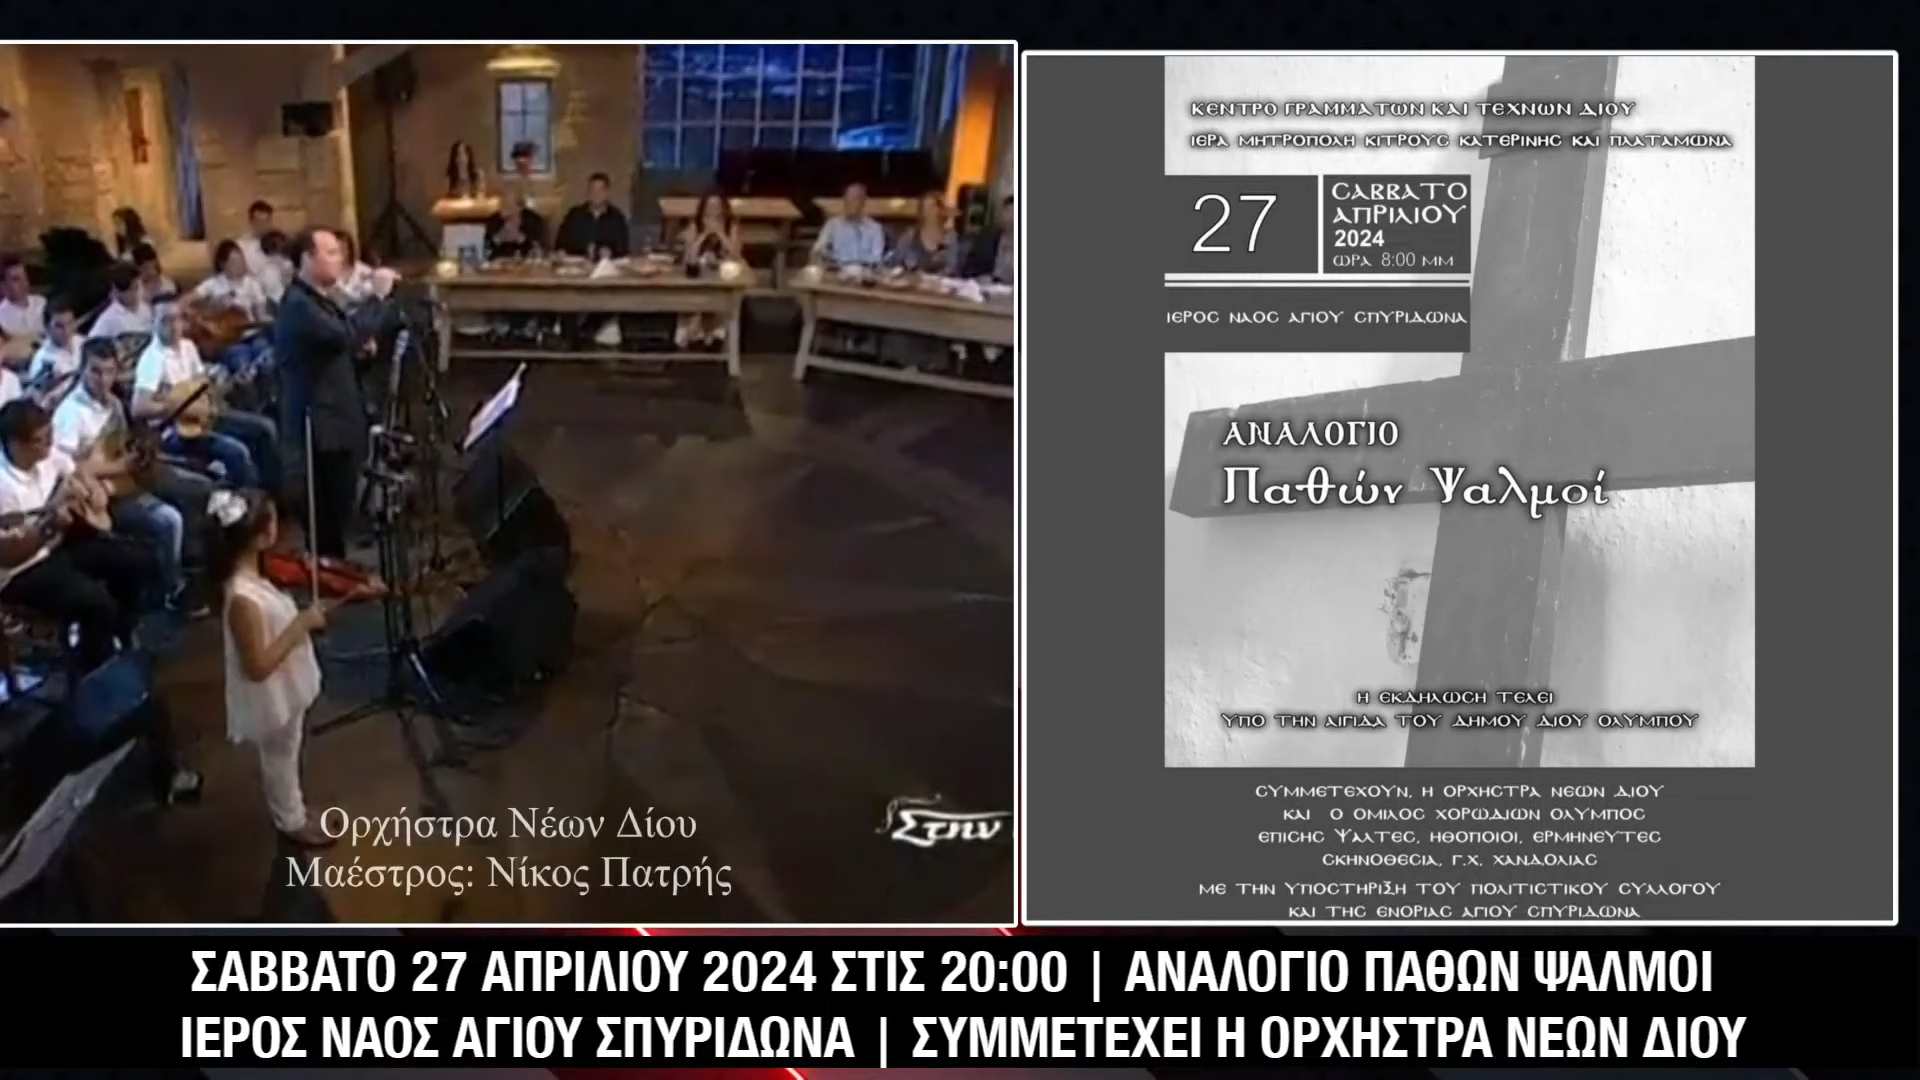 Ορχήστρα Νέων Δίου
Μαέστρος: Νίκος Πατρής
Στην
ΚΕΝΤΡΟ ΓΡΑΜΜΑΤΩΝ ΚΑΙ ΤΕΧΝΩΝ ΔΙΟΥ
ΙΕΡΑ ΜΗΤΡΟΠΟΛΗ ΚΙΤΡΟΥΣ ΚΑΤΕΡΙΝΗΣ ΚΑΙ ΠΛΑΤΑΜΩΝΑ
27
ΣΑΒΒΑΤΟ
ΑΠΡΙΛΙΟΥ
2024
ΩΡΑ 8:00 ΜΜ
ΙΕΡΟΣ ΝΑΟΣ ΑΓΙΟΥ ΣΠΥΡΙΔΩΝΑ
ΑΝΑΛΟΓΙΟ
Παθών Ψαλμοί
Η ΕΚΔΗΛΩΣΗ ΤΕΛΕΙ
ΥΠΟ ΤΗΝ ΑΙΓΙΔΑ ΤΟΥ ΔΗΜΟΥ ΔΙΟΥ ΟΛΥΜΠΟΥ
ΣΥΜΜΕΤΕΧΟΥΝ, Η ΟΡΧΗΣΤΡΑ ΝΕΩΝ ΔΙΟΥ
ΚΑΙ Ο ΟΜΙΛΟΣ ΧΟΡΩΔΙΩΝ ΟΛΥΜΠΟΣ
ΕΠΙΣΗΣ ΨΑΛΤΕΣ, ΗΘΟΠΟΙΟΙ, ΕΡΜΗΝΕΥΤΕΣ
ΣΚΗΝΟΘΕΣΙΑ, Γ.Χ. ΧΑΝΔΟΛΙΑΣ
ΜΕ ΤΗΝ ΥΠΟΣΤΗΡΙΞΗ ΤΟΥ ΠΟΛΙΤΙΣΤΙΚΟΥ ΣΥΛΛΟΓΟΥ
ΚΑΙ ΤΗΣ ΕΝΟΡΙΑΣ ΑΓΙΟΥ ΣΠΥΡΙΔΩΝΑ
ΣΑΒΒΑΤΟ 27 ΑΠΡΙΛΙΟΥ 2024 ΣΤΙΣ 20:00 | ΑΝΑΛΟΓΙΟ ΠΑΘΩΝ ΨΑΛΜΟΙ
ΙΕΡΟΣ ΝΑΟΣ ΑΓΙΟΥ ΣΠΥΡΙΔΩΝΑ | ΣΥΜΜΕΤΕΧΕΙ Η ΟΡΧΗΣΤΡΑ ΝΕΩΝ ΔΙΟΥ